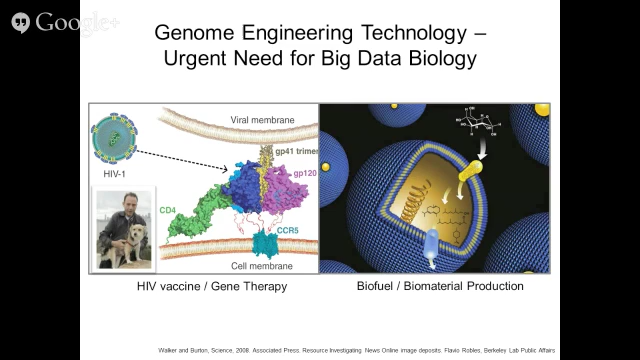 Google+
Genome Engineering Technology –
Urgent Need for Big Data Biology
Viral membrane
gp41 trimer
HIV-1
gp120
CD4
CCR5
Cell membrane
HIV vaccine / Gene Therapy
Biofuel / Biomaterial Production
Walker and Burton, Science. 2008. Associated Press. Resource Investigating News Online image deposits. Flavio Robles, Berkeley Lab Public Affairs